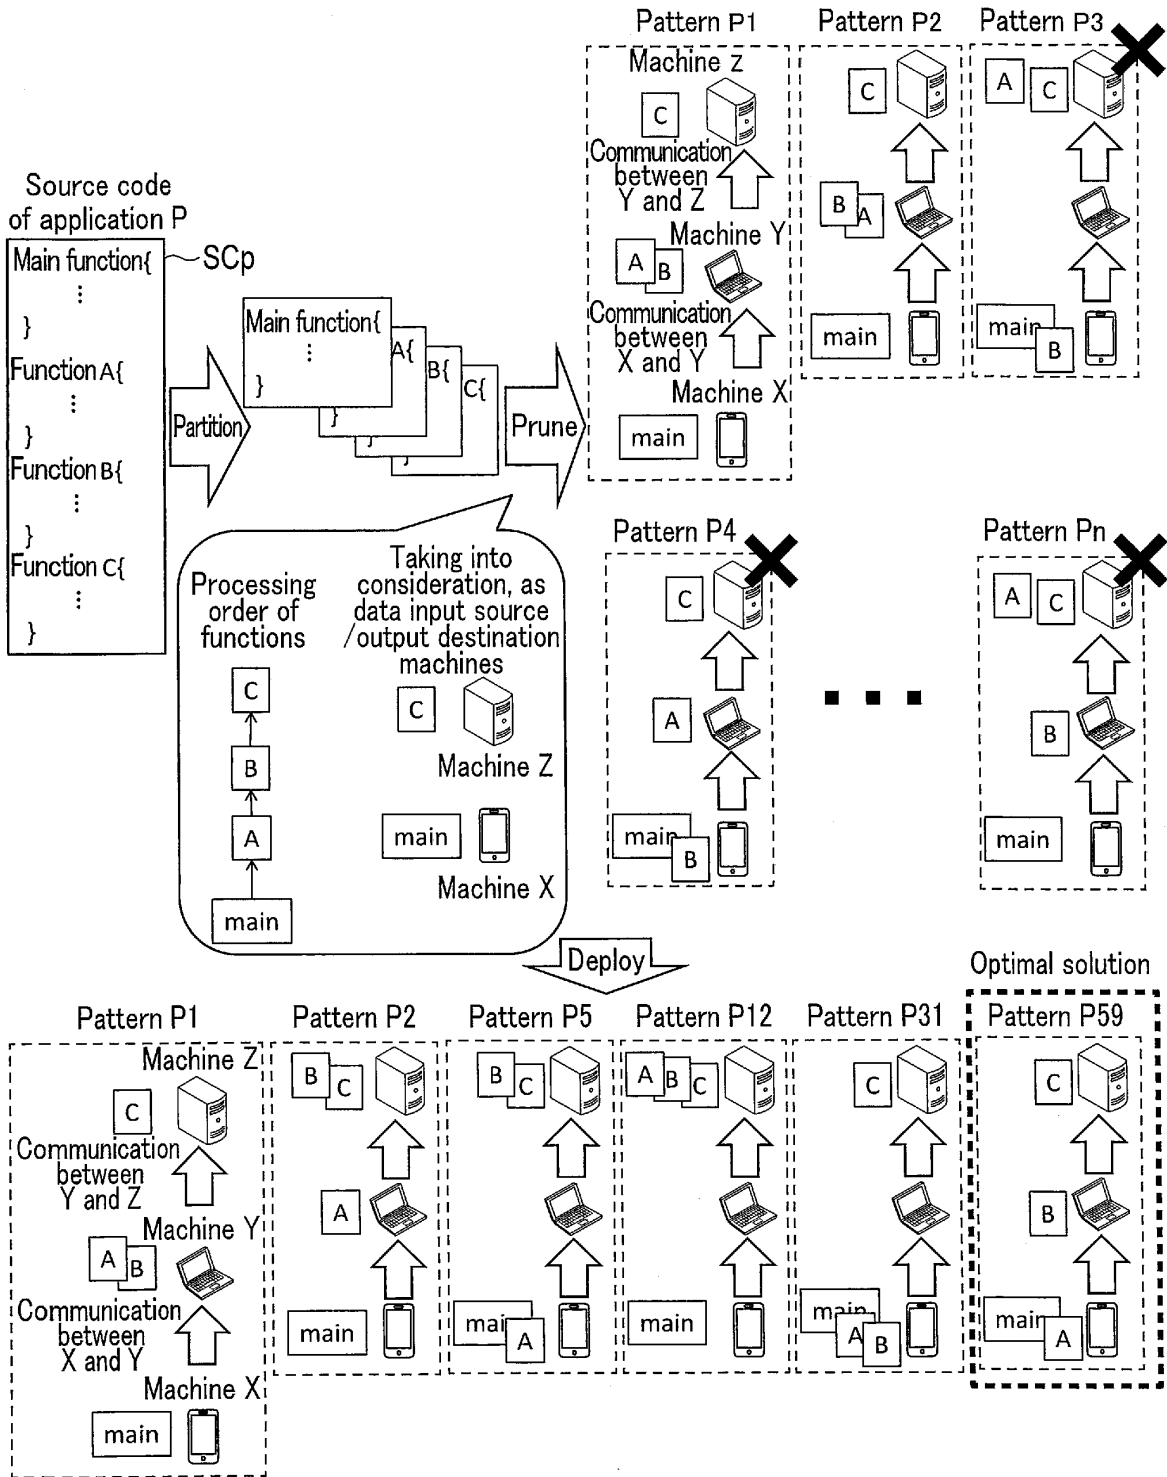 Source code
of application P
SCp
Main function{
⋮
}
Function A{
⋮
}
Function B{
⋮
}
Function C{
⋮
}
Partition
Main function{
⋮
}
A{
}
B{
}
C{
}
Prune
Processing
order of
functions
C
B
A
main
Taking into
consideration, as
data input source
/output destination
machines
C
Machine Z
main
Machine X
Pattern P1
Machine Z
C
Communication
between
Y and Z
Machine Y
A
B
Communication
between
X and Y
Machine X
main
Pattern P2
C
B
A
main
Pattern P3
A
C
main
B
Pattern P4
C
A
main
B
Pattern Pn
A
C
B
main
Deploy
Pattern P1
Machine Z
C
Communication
between
Y and Z
Machine Y
A
B
Communication
between
X and Y
Machine X
main
Pattern P2
B
C
A
main
Pattern P5
B
C
main
A
Pattern P12
A
B
C
main
Pattern P31
C
main
A
B
Optimal solution
Pattern P59
C
B
main
A